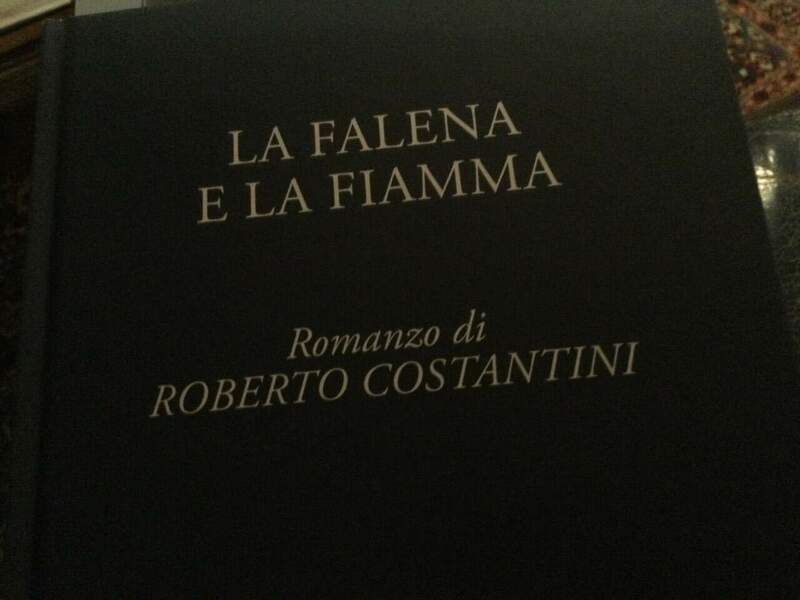 LA FALENA
E LA FIAMMA
Romanzo di
ROBERTO COSTANTINI